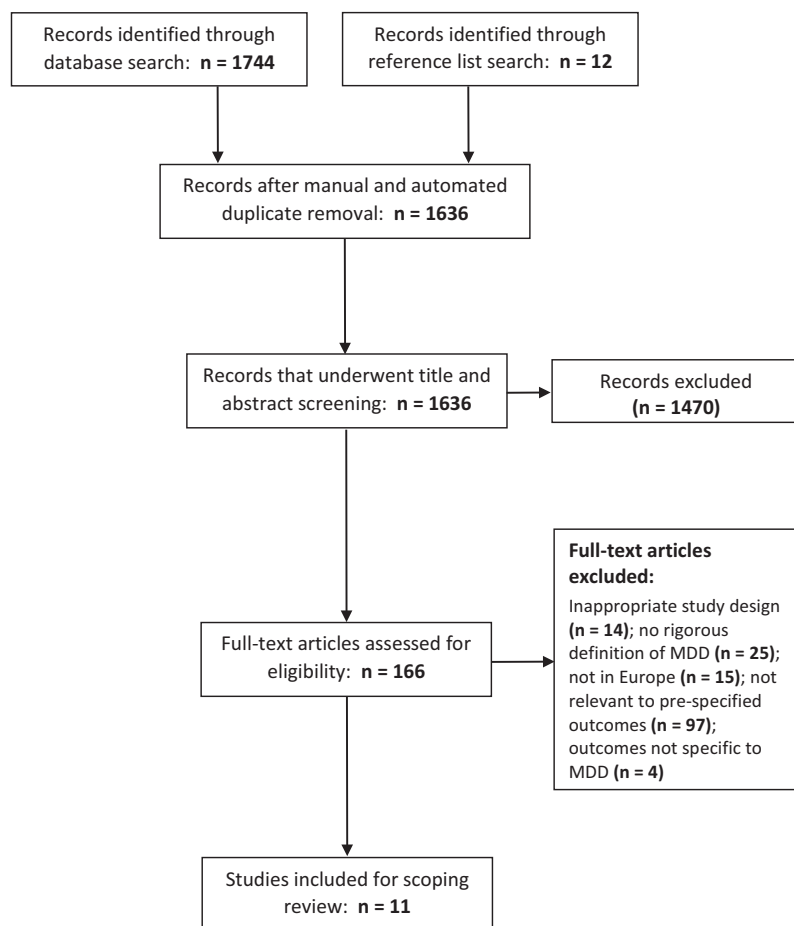 Records identified through
database search: n = 1744
Records identified through
reference list search: n = 12
Records after manual and automated
duplicate removal: n = 1636
Records that underwent title and
abstract screening: n = 1636
Records excluded
(n = 1470)
Full-text articles assessed for
eligibility: n = 166
Full-text articles
excluded:
Inappropriate study design
(n = 14); no rigorous
definition of MDD (n = 25);
not in Europe (n = 15); not
relevant to pre-specified
outcomes (n = 97);
outcomes not specific to
MDD (n = 4)
Studies included for scoping
review: n = 11